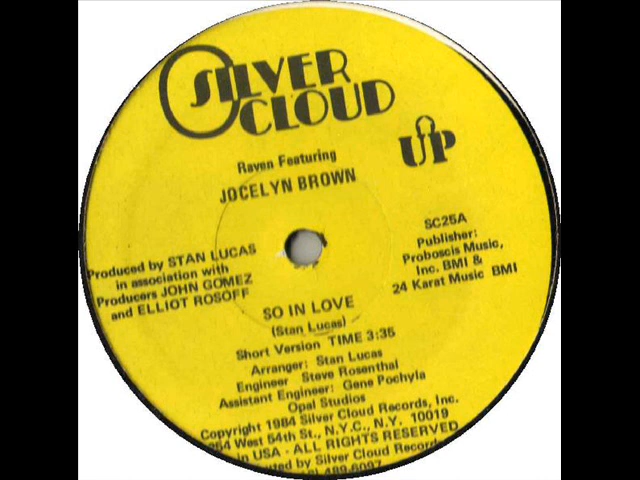 SILVER
CLOUD
UP
Raven Featuring
JOCELYN BROWN
SC25A
Publisher:
Proboscis Music,
Inc. BMI &
24 Karat Music BMI
Produced by STAN LUCAS
in association with
Producers JOHN GOMEZ
and ELLIOT ROSOFF
SO IN LOVE
(Stan Lucas)
Short Version TIME 3:35
Arranger: Stan Lucas
Engineer Steve Rosenthal
Assistant Engineer: Gene Pochyla
Opal Studios
Copyright 1984 Silver Cloud Records, Inc.
West 54th St., N.Y.C., N.Y. 10019
in USA - ALL RIGHTS RESERVED
by Silver Cloud Records
489-6097